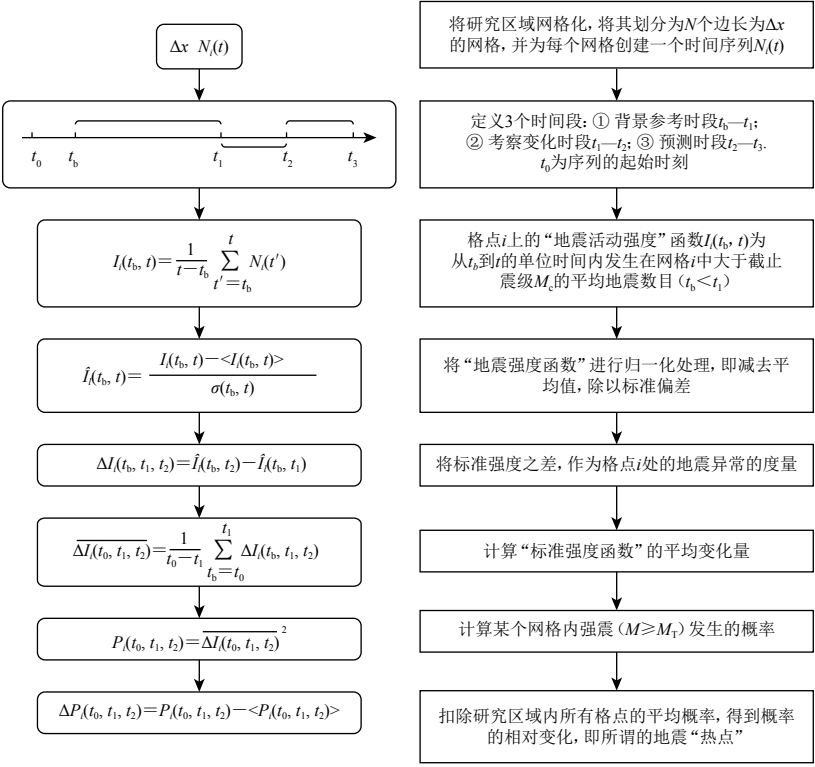 Δx N_i(t)
将研究区域网格化，将其划分为N个边长为Δx
的网格，并为每个网格创建一个时间序列N_i(t)
t_0 t_b t_1 t_2 t_3
定义3个时间段：① 背景参考时段t_b—t_1；
② 考察变化时段t_1—t_2；③ 预测时段t_2—t_3.
t_0为序列的起始时刻
I_i(t_b, t)=\frac{1}{t-t_b}\sum_{t'=t_b}^{t} N_i(t')
格点i上的“地震活动强度”函数I_i(t_b, t)为
从t_b到t的单位时间内发生在网格i中大于截止
震级M_c的平均地震数目（t_b＜t_1）
Î_i(t_b, t)=\frac{I_i(t_b, t)-<I_i(t_b, t)>}{σ(t_b, t)}
将“地震强度函数”进行归一化处理，即减去平
均值，除以标准偏差
ΔI_i(t_b, t_1, t_2)=Î_i(t_b, t_2)-Î_i(t_b, t_1)
将标准强度之差，作为格点i处的地震异常的度量
\overline{ΔI_i(t_0, t_1, t_2)}=\frac{1}{t_0-t_1}\sum_{t_b=t_0}^{t_1} ΔI_i(t_b, t_1, t_2)
计算“标准强度函数”的平均变化量
P_i(t_0, t_1, t_2)=\overline{ΔI_i(t_0, t_1, t_2)}^2
计算某个网格内强震（M≥M_T）发生的概率
ΔP_i(t_0, t_1, t_2)=P_i(t_0, t_1, t_2)-<P_i(t_0, t_1, t_2)>
扣除研究区域内所有格点的平均概率，得到概率
的相对变化，即所谓的地震“热点”